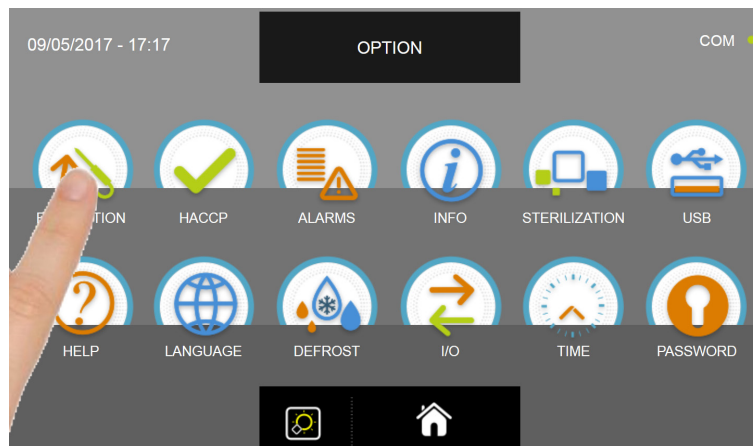 09/05/2017 - 17:17
OPTION
COM
HACCP
ALARMS
INFO
STERILIZATION
USB
HELP
LANGUAGE
DEFROST
I/O
TIME
PASSWORD